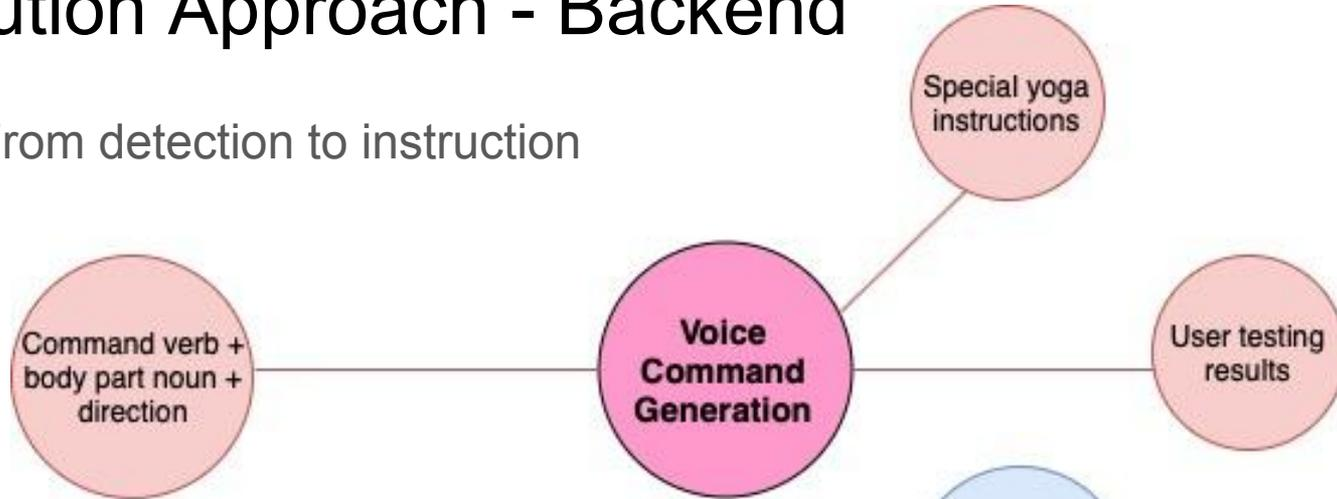 ution Approach - Backend
rom detection to instruction
Special yoga
instructions
Command verb +
body part noun +
direction
Voice
Command
Generation
User testing
results